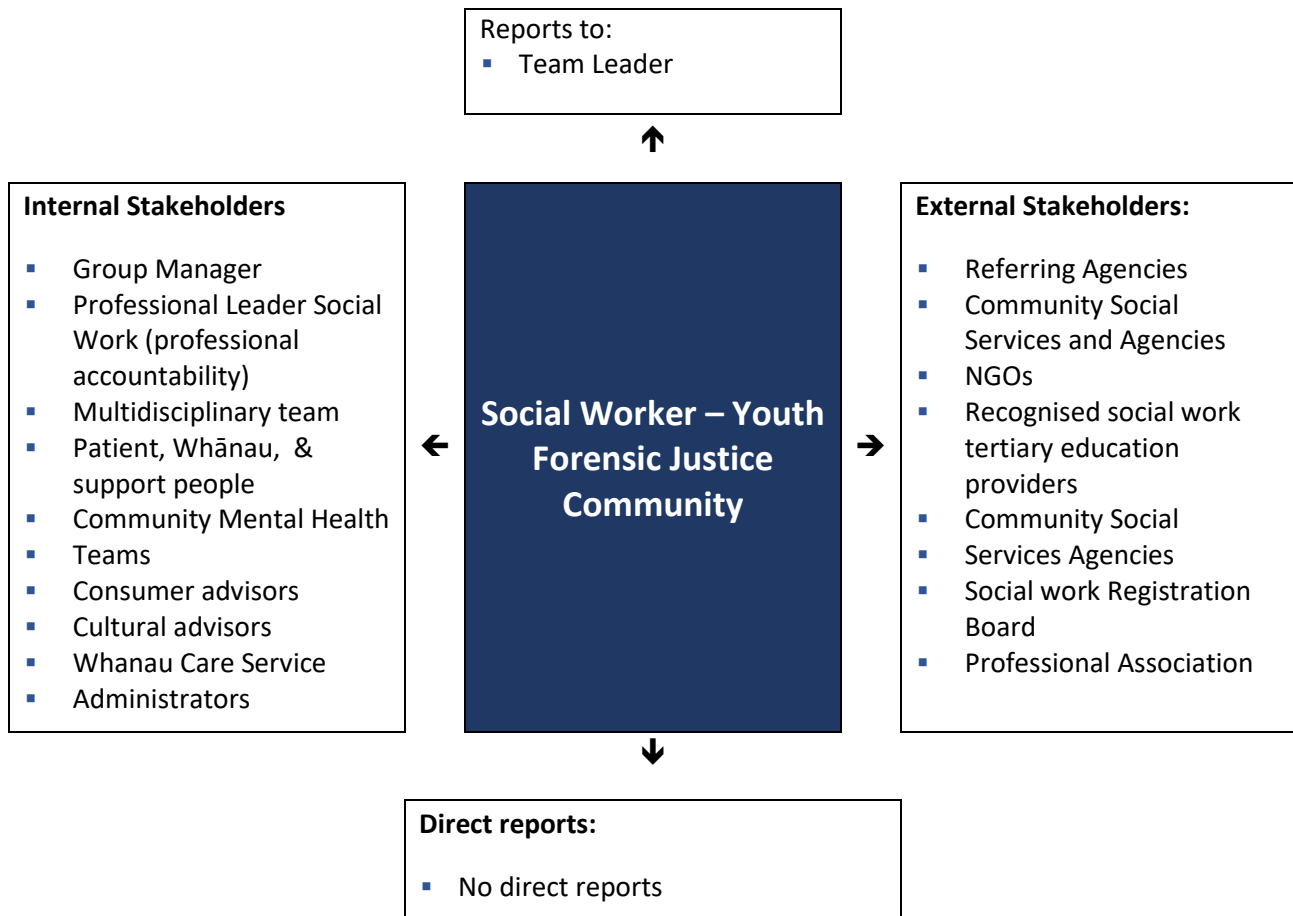 Reports to:
▪ Team Leader
🡩
Internal Stakeholders
▪ Group Manager
▪ Professional Leader Social
Work (professional
accountability)
▪ Multidisciplinary team
▪ Patient, Whānau, &
support people
▪ Community Mental Health
▪ Teams
▪ Consumer advisors
▪ Cultural advisors
▪ Whanau Care Service
▪ Administrators
🡨
Social Worker – Youth
Forensic Justice
Community
🡪
External Stakeholders:
▪ Referring Agencies
▪ Community Social
Services and Agencies
▪ NGOs
▪ Recognised social work
tertiary education
providers
▪ Community Social
▪ Services Agencies
▪ Social work Registration
Board
▪ Professional Association
🡫
Direct reports:
▪ No direct reports